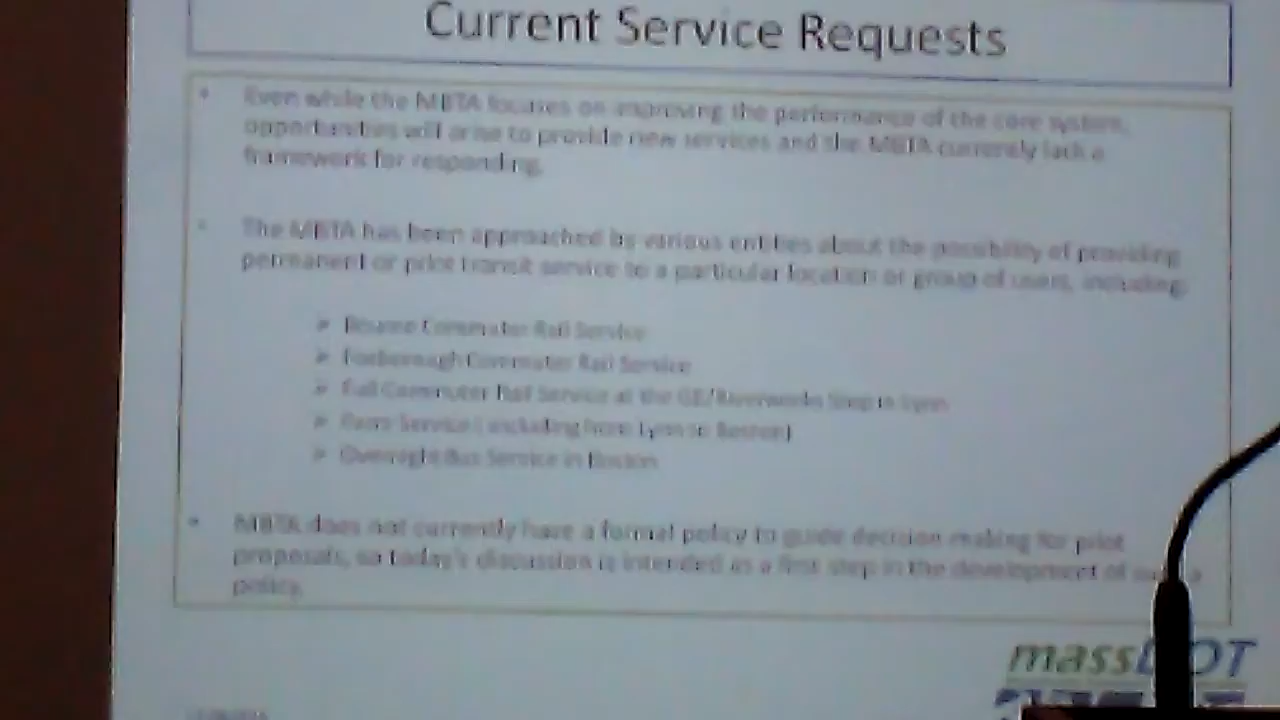 Current Service Requests
• Even while the MBTA focuses on improving the performance of the core system,
opportunities will arise to provide new services and the MBTA currently lack a
framework for responding.
• The MBTA has been approached by various entities about the possibility of providing
permanent or pilot transit service to a particular location or group of users, including:
➢ Bourne Commuter Rail Service
➢ Foxborough Commuter Rail Service
➢ Full Commuter Rail Service at the GE/Riverworks Stop in Lynn
➢ Ferry Service (including from Lynn to Boston)
➢ Overnight Bus Service in Boston
• MBTA does not currently have a formal policy to guide decision making for pilot
proposals, so today's discussion is intended as a first step in the development of a
policy.
massDOT